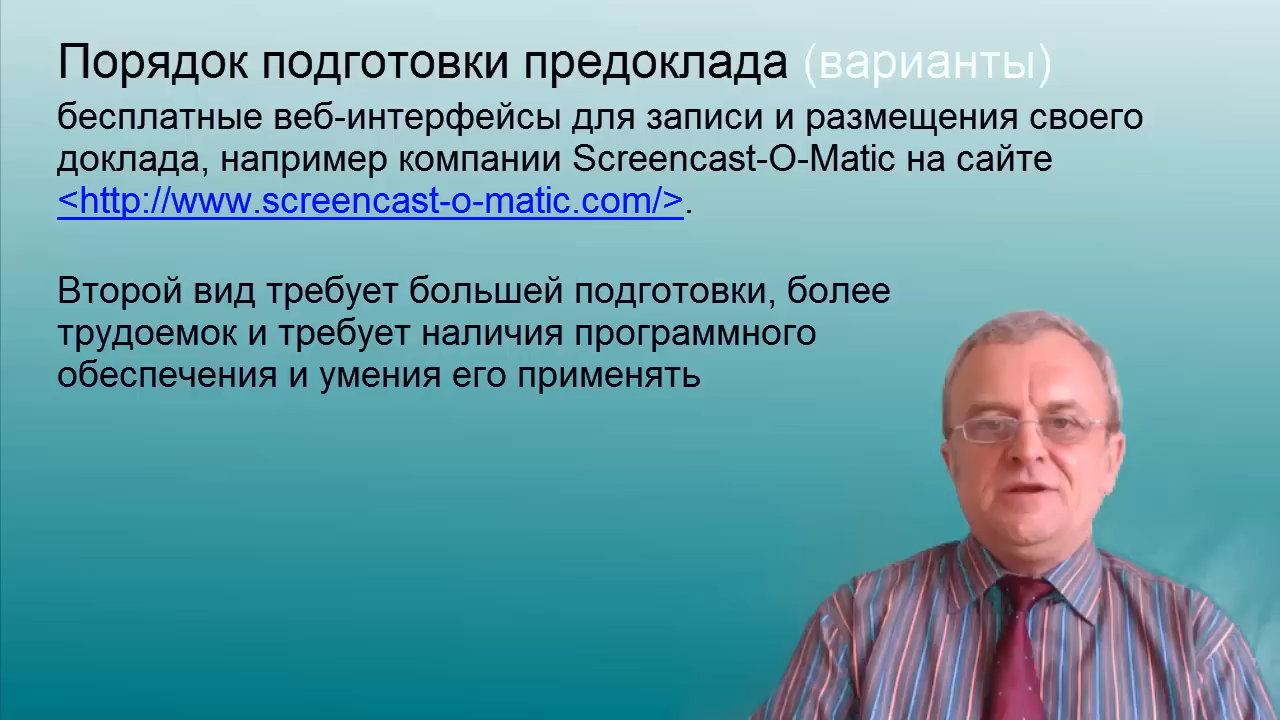 Порядок подготовки предоклада (варианты)
бесплатные веб-интерфейсы для записи и размещения своего
доклада, например компании Screencast-O-Matic на сайте
<http://www.screencast-o-matic.com/>.
Второй вид требует большей подготовки, более
трудоемок и требует наличия программного
обеспечения и умения его применять